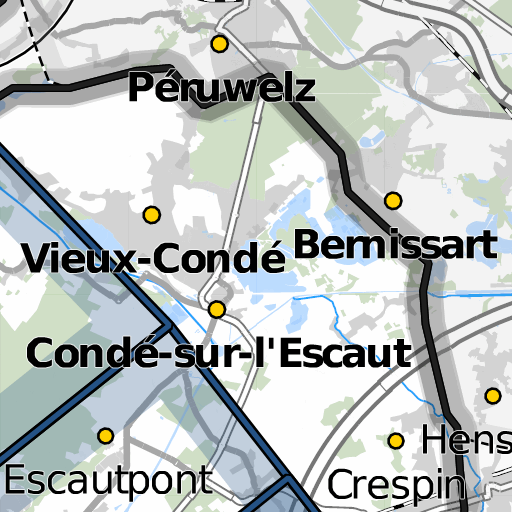 Péruwelz
Bernissart
Vieux-Condé
Condé-sur-l'Escaut
Hens
Escautpont
Crespin